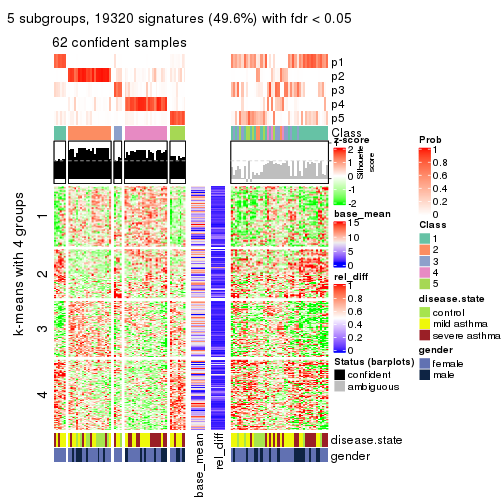 5 subgroups, 19320 signatures (49.6%) with fdr < 0.05
62 confident samples
p1
p2
p3
p4
p5
Class
Silhouette score
k-means with 4 groups
1
2
3
4
base_mean
rel_diff
disease.state
gender
z-score
2
1
0
-1
-2
base_mean
15
10
5
0
rel_diff
1
0.8
0.6
0.4
0.2
0
Status (barplots)
confident
ambiguous
Prob
1
0.8
0.6
0.4
0.2
0
Class
1
2
3
4
5
disease.state
control
mild asthma
severe asthma
gender
female
male